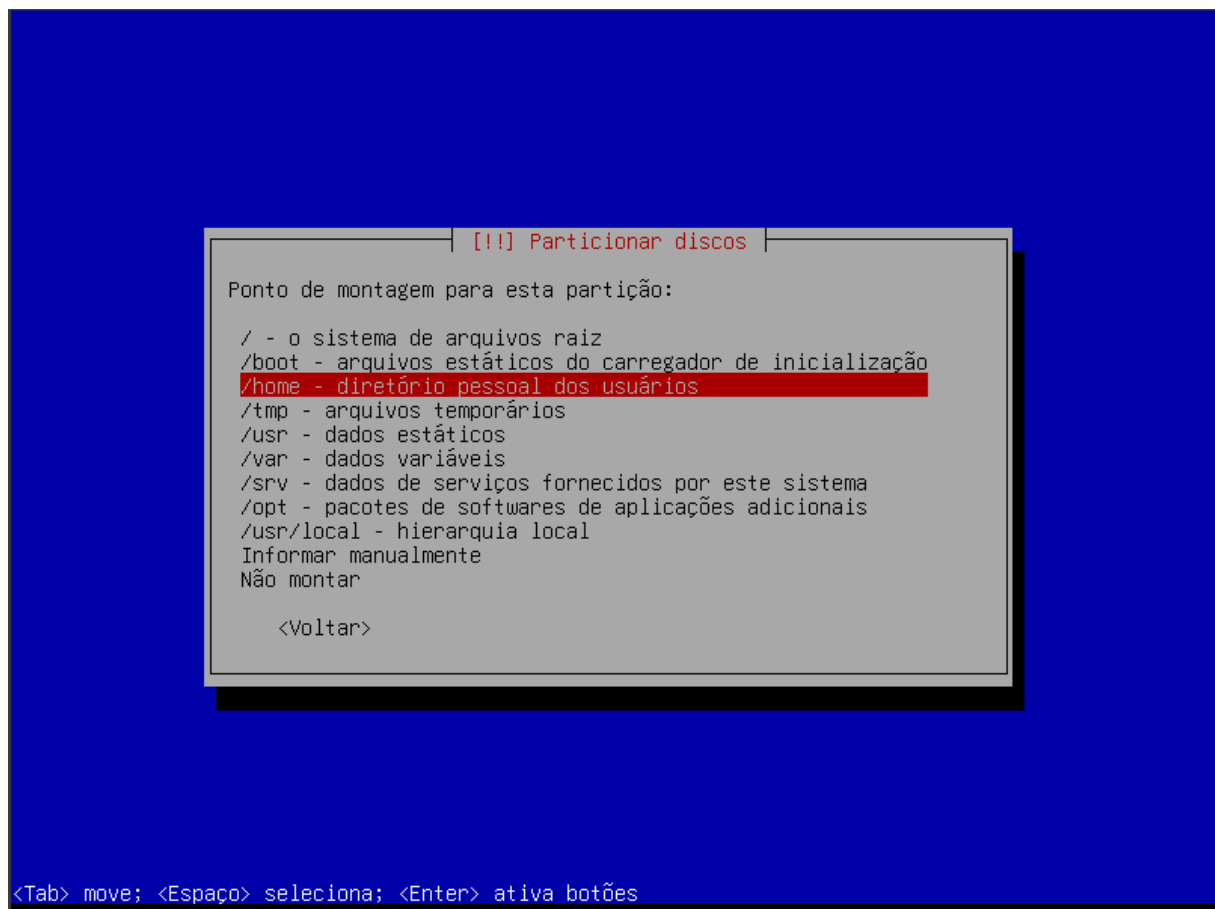 [!!] Particionar discos
Ponto de montagem para esta partição:
/ - o sistema de arquivos raiz
/boot - arquivos estáticos do carregador de inicialização
/home - diretório pessoal dos usuários
/tmp - arquivos temporários
/usr - dados estáticos
/var - dados variáveis
/srv - dados de serviços fornecidos por este sistema
/opt - pacotes de softwares de aplicações adicionais
/usr/local - hierarquia local
Informar manualmente
Não montar
<Voltar>
<Tab> move; <Espaço> seleciona; <Enter> ativa botões